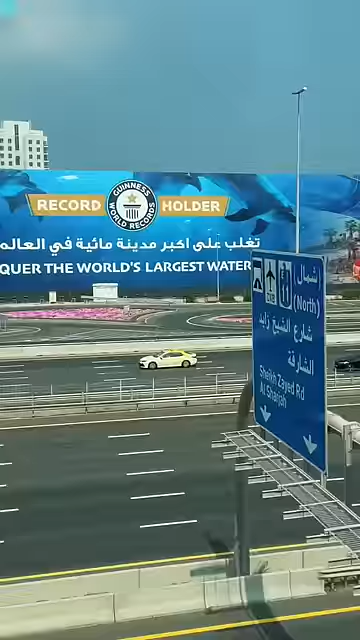 RECORD
GUINNESS
WORLD RECORDS
HOLDER
تغلب على اكبر مدينة مائية في العالم
QUER THE WORLD'S LARGEST WATER
شمال
(North)
شارع الشيخ زايد
الشارقة
Sheikh Zayed Rd
Al Sharjah